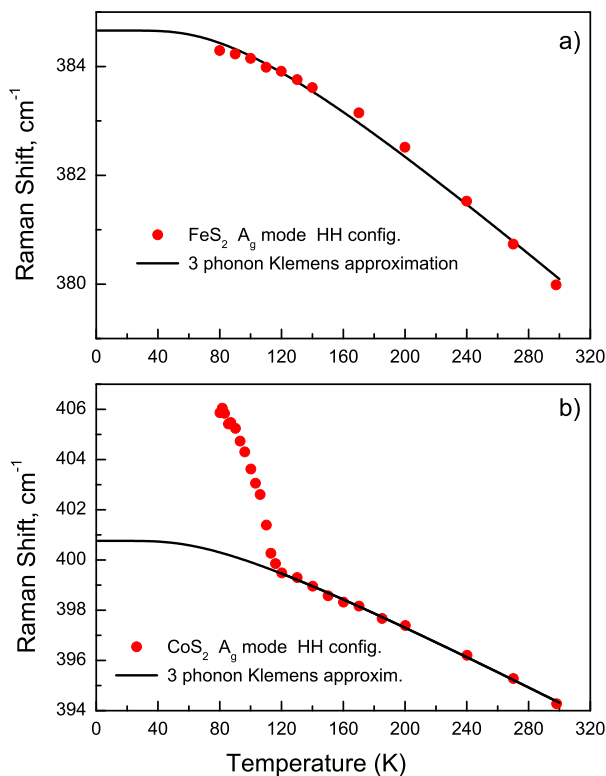 a)
384
382
380
Raman Shift, cm-1
FeS2 Ag mode HH config.
3 phonon Klemens approximation
0 40 80 120 160 200 240 280 320
b)
406
404
402
400
398
396
394
Raman Shift, cm-1
CoS2 Ag mode HH config.
3 phonon Klemens approxim.
0 40 80 120 160 200 240 280 320
Temperature (K)